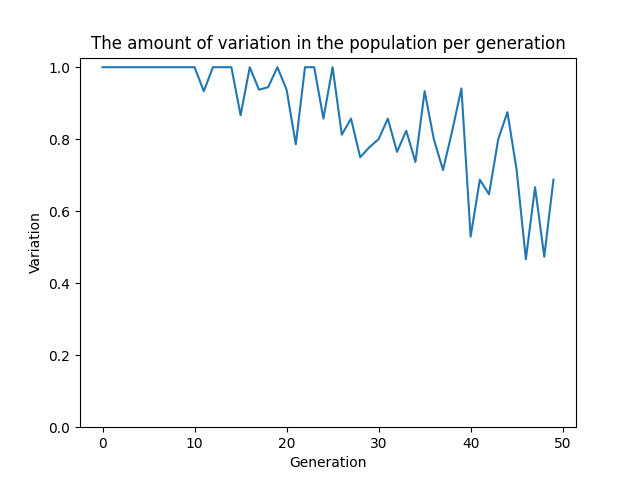 The amount of variation in the population per generation
1.0
0.8
0.6
0.4
0.2
0.0
Variation
0 10 20 30 40 50
Generation